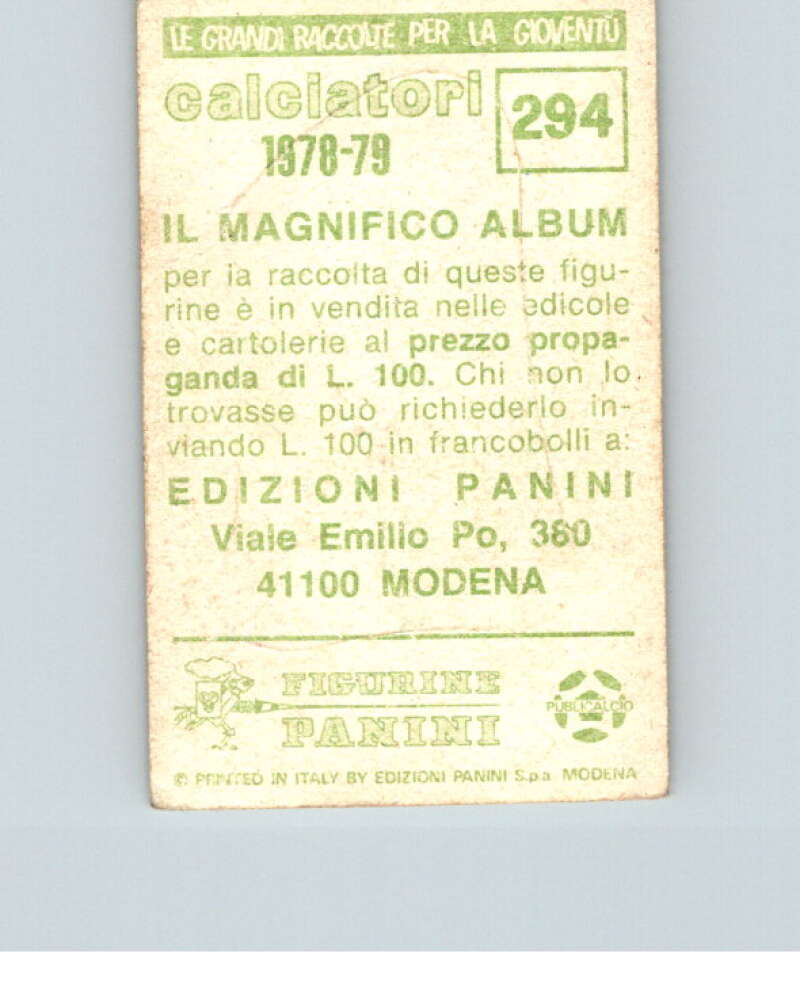 LE GRANDI RACCOLTE PER LA GIOVENTÙ
calciatori
1978-79
294
IL MAGNIFICO ALBUM
per la raccolta di queste figu-
rine è in vendita nelle edicole
e cartolerie al prezzo propa-
ganda di L. 100. Chi non lo
trovasse può richiederlo in-
viando L. 100 in francobolli a:
EDIZIONI PANINI
Viale Emilio Po, 380
41100 MODENA
FIGURINE
PANINI
PUBLICALCIO
© PRINTED IN ITALY BY EDIZIONI PANINI S.p.a. MODENA